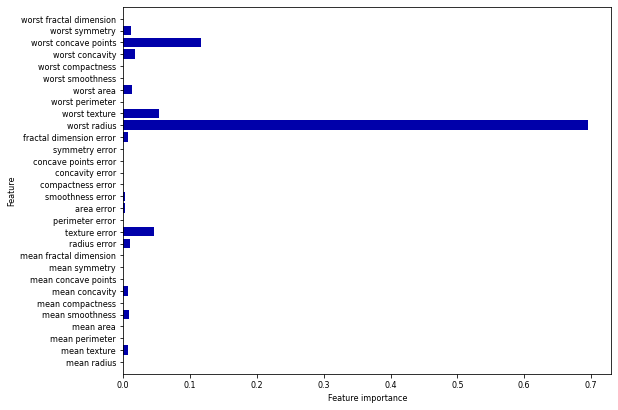 worst fractal dimension
worst symmetry
worst concave points
worst concavity
worst compactness
worst smoothness
worst area
worst perimeter
worst texture
worst radius
fractal dimension error
symmetry error
concave points error
concavity error
compactness error
smoothness error
area error
perimeter error
texture error
radius error
mean fractal dimension
mean symmetry
mean concave points
mean concavity
mean compactness
mean smoothness
mean area
mean perimeter
mean texture
mean radius
Feature
0.0 0.1 0.2 0.3 0.4 0.5 0.6 0.7
Feature importance